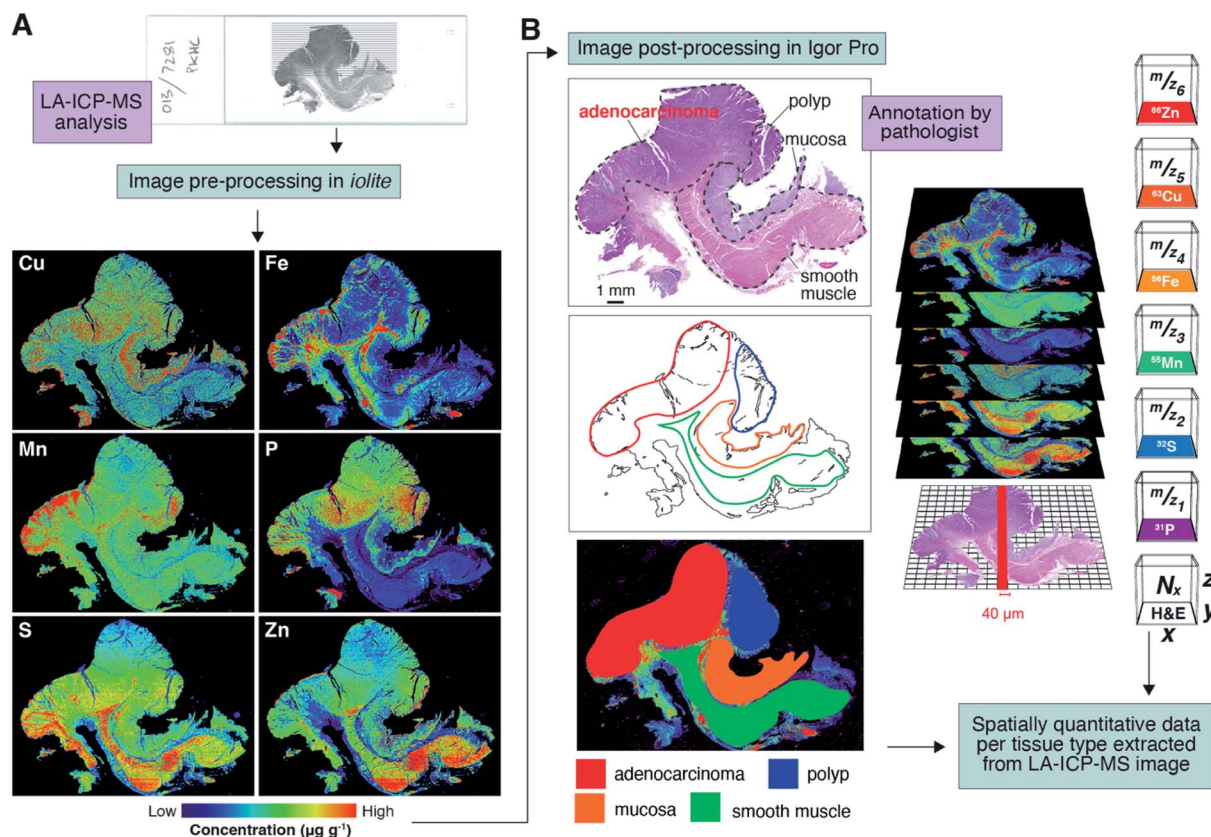 A
013/7281
PKHC
LA-ICP-MS
analysis
Image pre-processing in iolite
Cu
Fe
Mn
P
S
Zn
Low
High
Concentration (µg g⁻¹)
B
Image post-processing in Igor Pro
adenocarcinoma
polyp
mucosa
smooth
muscle
1 mm
Annotation by
pathologist
adenocarcinoma
polyp
mucosa
smooth muscle
40 µm
m/z₆
⁶⁶Zn
m/z₅
⁶³Cu
m/z₄
⁵⁶Fe
m/z₃
⁵⁵Mn
m/z₂
³²S
m/z₁
³¹P
Nₓ
H&E
z
y
x
Spatially quantitative data
per tissue type extracted
from LA-ICP-MS image